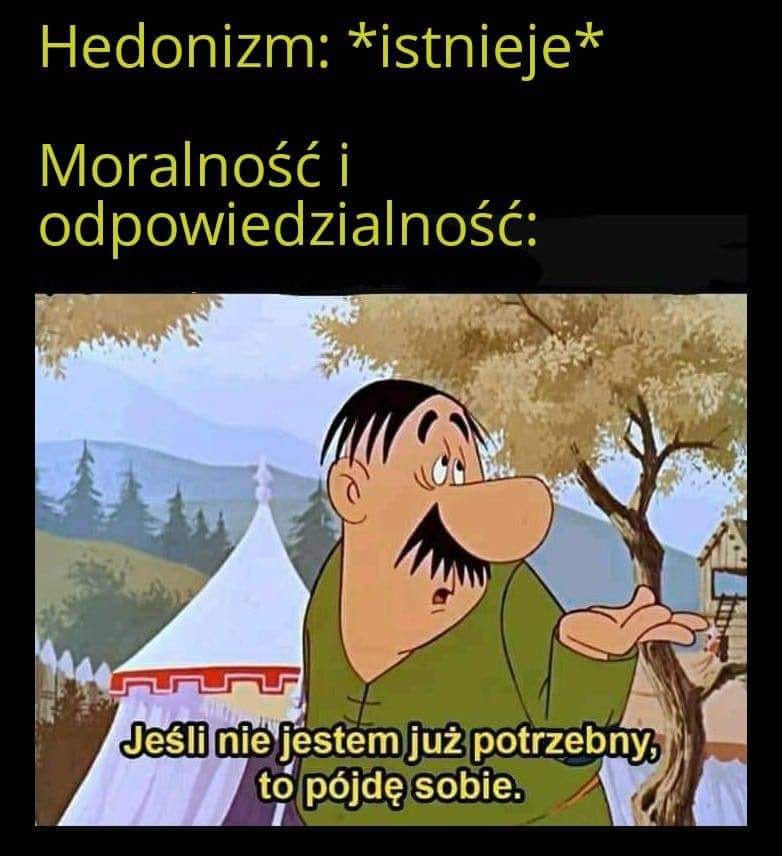 Hedonizm: *istnieje*
Moralność i
odpowiedzialność:
Jeśli nie jestem już potrzebny,
to pójdę sobie.